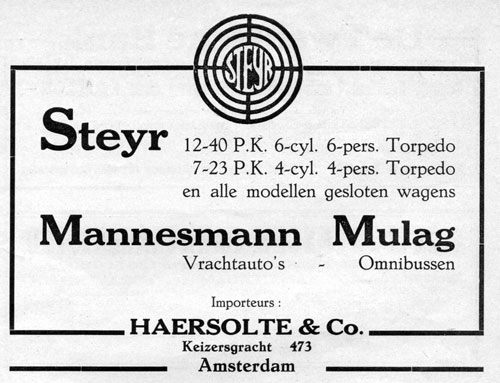 STEYR
Steyr 12-40 P.K. 6-cyl. 6-pers. Torpedo
7-23 P.K. 4-cyl. 4-pers. Torpedo
en alle modellen gesloten wagens
Mannesmann Mulag
Vrachtauto's - Omnibussen
Importeurs :
HAERSOLTE & Co.
Keizersgracht 473
Amsterdam